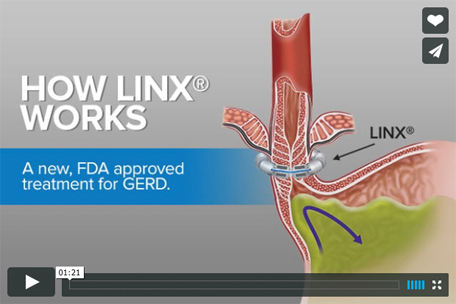 HOW LINX®
WORKS
LINX®
A new, FDA approved
treatment for GERD.
01:21